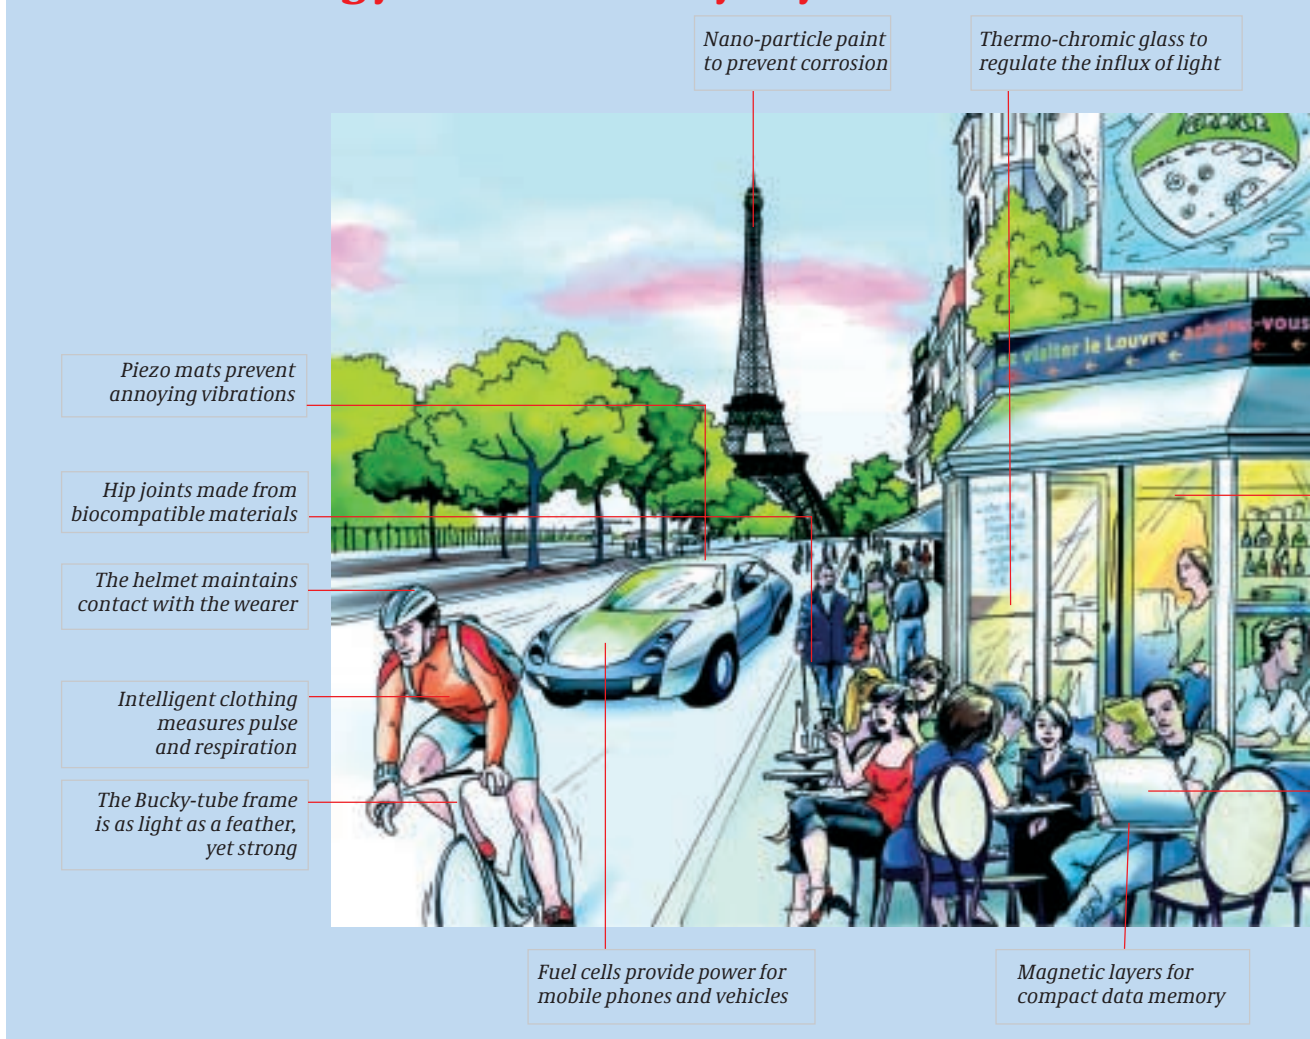 Nano-particle paint
to prevent corrosion
Thermo-chromic glass to
regulate the influx of light
ez visiter le Louvre - achetez-vous
Piezo mats prevent
annoying vibrations
Hip joints made from
biocompatible materials
The helmet maintains
contact with the wearer
Intelligent clothing
measures pulse
and respiration
The Bucky-tube frame
is as light as a feather,
yet strong
Fuel cells provide power for
mobile phones and vehicles
Magnetic layers for
compact data memory